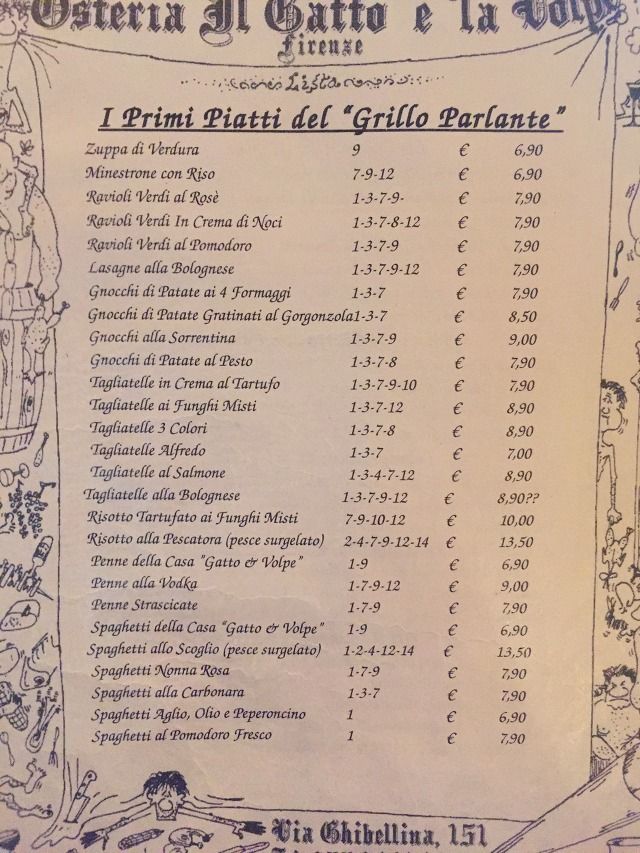 Osteria Il Gatto e la Volpe
Firenze
Lista
I Primi Piatti del "Grillo Parlante"
Zuppa di Verdura 9 € 6,90
Minestrone con Riso 7-9-12 € 6,90
Ravioli Verdi al Rosè 1-3-7-9- € 7,90
Ravioli Verdi In Crema di Noci 1-3-7-8-12 € 7,90
Ravioli Verdi al Pomodoro 1-3-7-9 € 7,90
Lasagne alla Bolognese 1-3-7-9-12 € 7,90
Gnocchi di Patate ai 4 Formaggi 1-3-7 € 7,90
Gnocchi di Patate Gratinati al Gorgonzola1-3-7 € 8,50
Gnocchi alla Sorrentina 1-3-7-9 € 9,00
Gnocchi di Patate al Pesto 1-3-7-8 € 7,90
Tagliatelle in Crema al Tartufo 1-3-7-9-10 € 7,90
Tagliatelle ai Funghi Misti 1-3-7-12 € 8,90
Tagliatelle 3 Colori 1-3-7-8 € 8,90
Tagliatelle Alfredo 1-3-7 € 7,00
Tagliatelle al Salmone 1-3-4-7-12 € 8,90
Tagliatelle alla Bolognese 1-3-7-9-12 € 8,90??
Risotto Tartufato ai Funghi Misti 7-9-10-12 € 10,00
Risotto alla Pescatora (pesce surgelato) 2-4-7-9-12-14 € 13,50
Penne della Casa "Gatto & Volpe" 1-9 € 6,90
Penne alla Vodka 1-7-9-12 € 9,00
Penne Strascicate 1-7-9 € 7,90
Spaghetti della Casa "Gatto & Volpe" 1-9 € 6,90
Spaghetti allo Scoglio (pesce surgelato) 1-2-4-12-14 € 13,50
Spaghetti Nonna Rosa 1-7-9 € 7,90
Spaghetti alla Carbonara 1-3-7 € 7,90
Spaghetti Aglio, Olio e Peperoncino 1 € 6,90
Spaghetti al Pomodoro Fresco 1 € 7,90
Via Ghibellina, 151